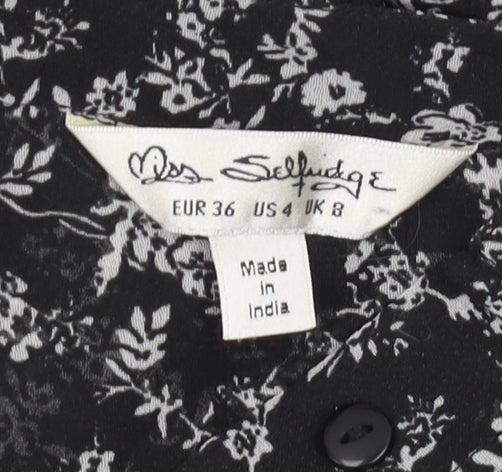 Miss Selfridge
EUR 36 US 4 UK 8
Made
in
India